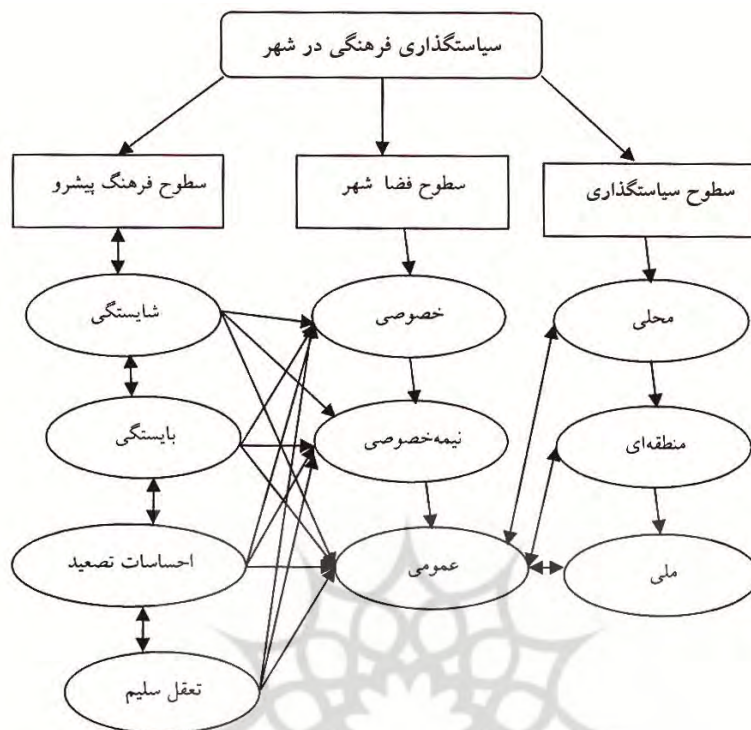 سیاستگذاری فرهنگی در شهر
سطوح سیاستگذاری
سطوح فضا شهر
سطوح فرهنگ پیشرو
محلی
خصوصی
شایستگی
منطقه‌ای
نیمه‌خصوصی
بایستگی
ملی
عمومی
احساسات تصعید
تعقل سلیم